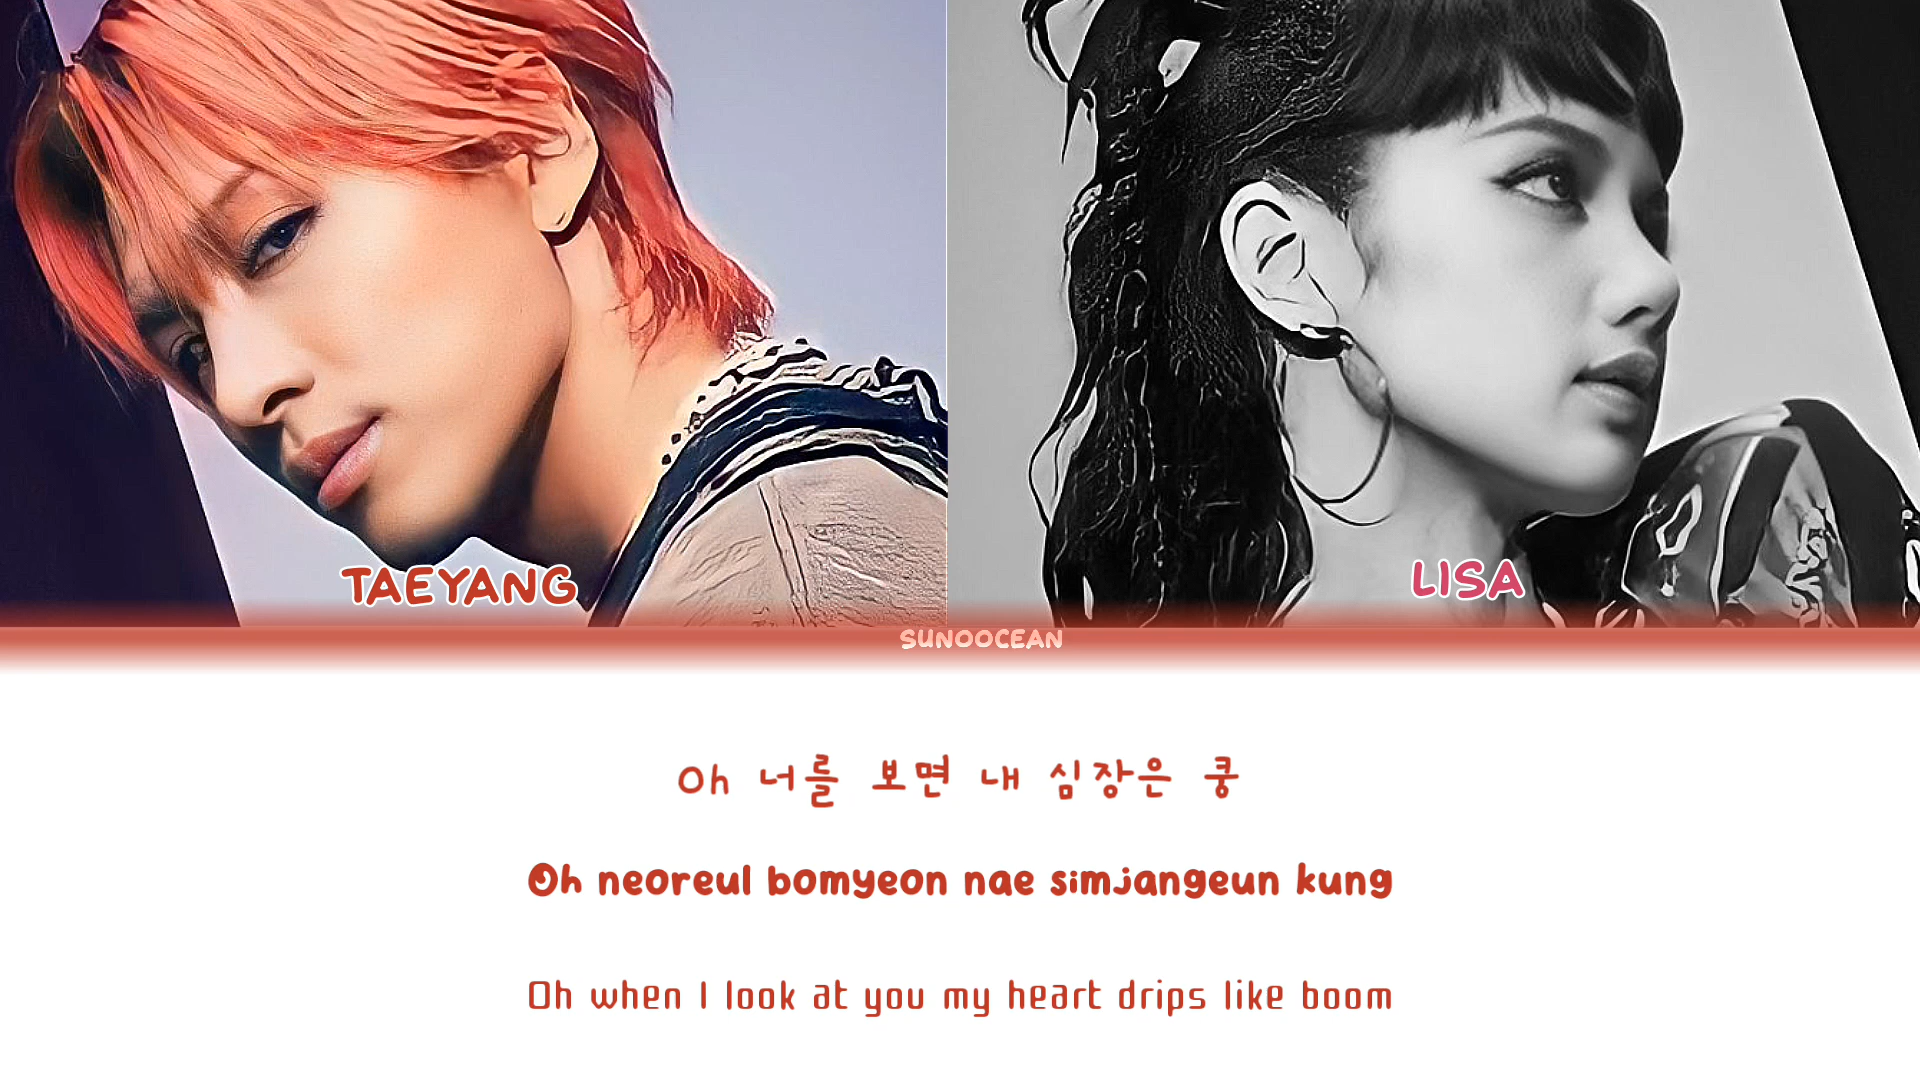 TAEYANG
LISA
SUNOOCEAN
Oh 너를 보면 내 심장은 쿵
Oh neoreul bomyeon nae simjangeun kung
Oh when I look at you my heart drips like boom